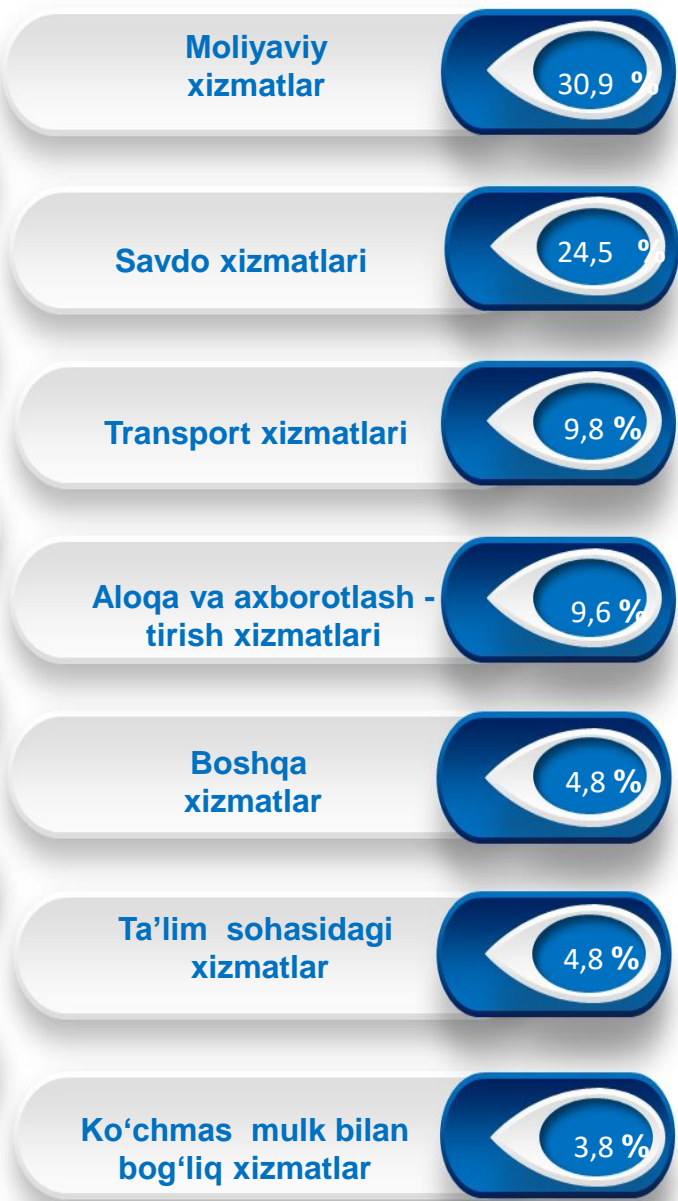 Moliyaviy
xizmatlar
30,9 %
Savdo xizmatlari
24,5 %
Transport xizmatlari
9,8 %
Aloqa va axborotlash -
tirish xizmatlari
9,6 %
Boshqa
xizmatlar
4,8 %
Ta’lim sohasidagi
xizmatlar
4,8 %
Ko‘chmas mulk bilan
bog‘liq xizmatlar
3,8 %